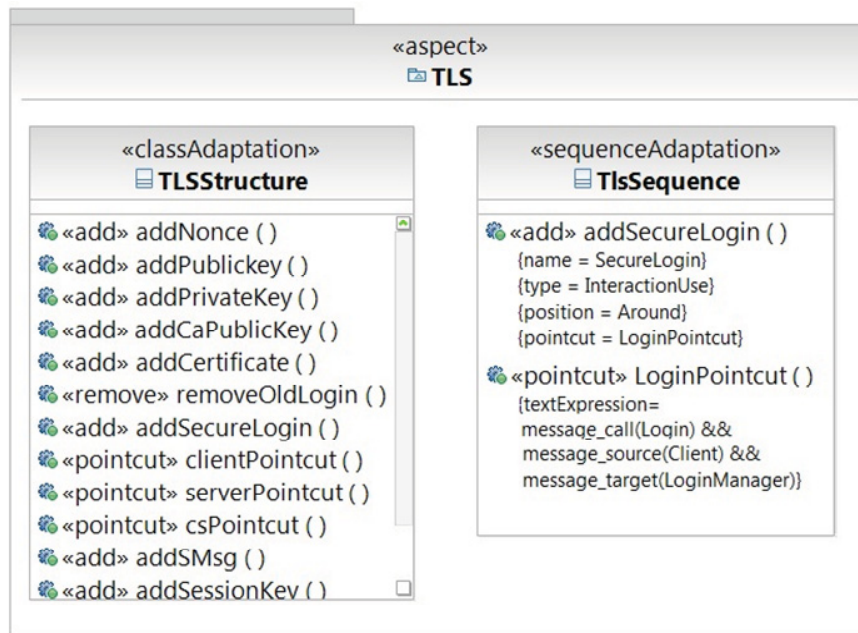 «aspect»
TLS
«classAdaptation»
TLSStructure
«add» addNonce ( )
«add» addPublickey ( )
«add» addPrivateKey ( )
«add» addCaPublicKey ( )
«add» addCertificate ( )
«remove» removeOldLogin ( )
«add» addSecureLogin ( )
«pointcut» clientPointcut ( )
«pointcut» serverPointcut ( )
«pointcut» csPointcut ( )
«add» addSMsg ( )
«add» addSessionKey ( )
«sequenceAdaptation»
TlsSequence
«add» addSecureLogin ( )
{name = SecureLogin}
{type = InteractionUse}
{position = Around}
{pointcut = LoginPointcut}
«pointcut» LoginPointcut ( )
{textExpression=
message_call(Login) &&
message_source(Client) &&
message_target(LoginManager)}